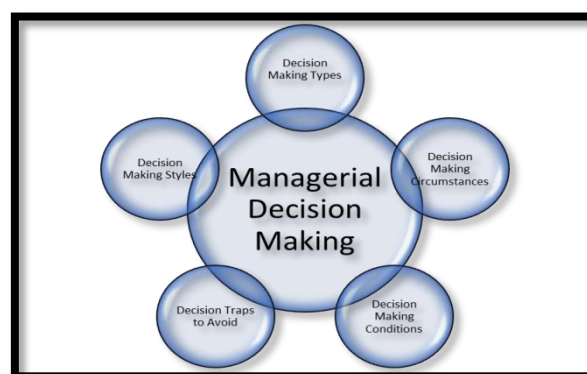 Decision
Making Types
Decision
Making Styles
Managerial
Decision
Making
Decision
Making
Circumstances
Decision Traps
to Avoid
Decision
Making
Conditions